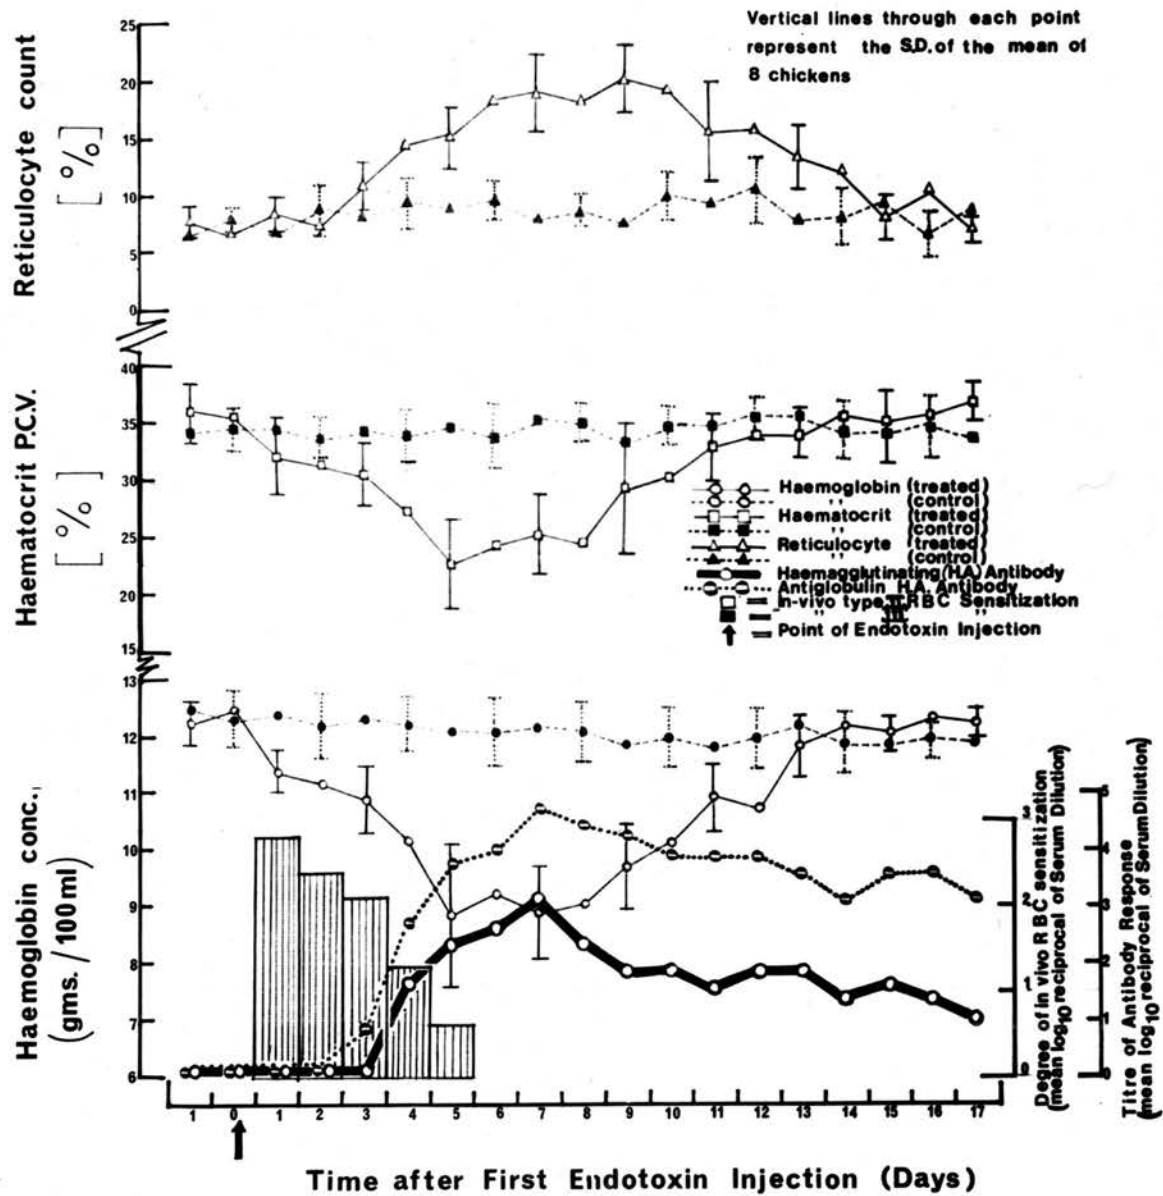 Vertical lines through each point
represent the S.D. of the mean of
8 chickens
Reticulocyte count
[%]
25
20
15
10
5
0
Haematocrit P.C.V.
[%]
40
35
30
25
20
15
Haemoglobin (treated)
" (control)
Haematocrit (treated)
" (control)
Reticulocyte (treated)
" (control)
Haemagglutinating (HA) Antibody
Antiglobulin H.A. Antibody
= In-vivo type II RBC Sensitization
= " " III "
= Point of Endotoxin Injection
Haemoglobin conc.
(gms./100ml)
13
12
11
10
9
8
7
6
3
2
1
0
Degree of in vivo RBC sensitization
(mean log10 reciprocal of Serum Dilution)
5
4
3
2
1
0
Titre of Antibody Response
(mean log10 reciprocal of Serum Dilution)
1 0 1 2 3 4 5 6 7 8 9 10 11 12 13 14 15 16 17
Time after First Endotoxin Injection (Days)